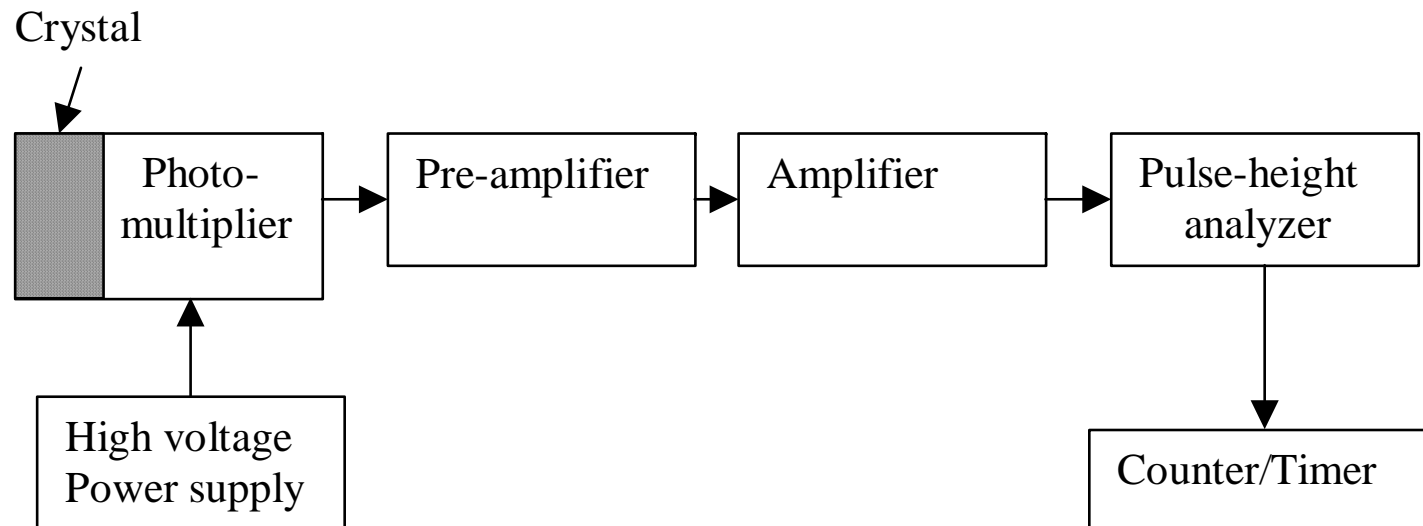 Crystal
Photo-
multiplier
Pre-amplifier
Amplifier
Pulse-height
analyzer
High voltage
Power supply
Counter/Timer